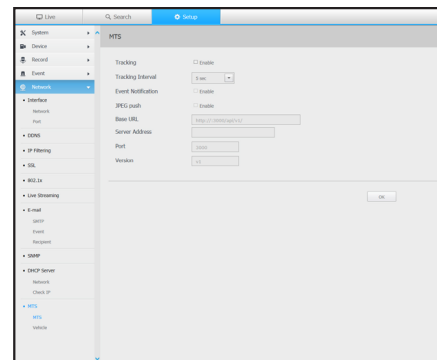 Live
Search
Setup
System
Device
Record
Event
Network
Interface
Network
Port
DDNS
IP Filtering
SSL
802.1x
Live Streaming
E-mail
SMTP
Event
Recipient
SNMP
DHCP Server
Network
Check IP
MTS
MTS
Vehicle
MTS
Tracking
Enable
Tracking Interval
5 sec
Event Notification
Enable
JPEG push
Enable
Base URL
Server Address
Port
Version
OK